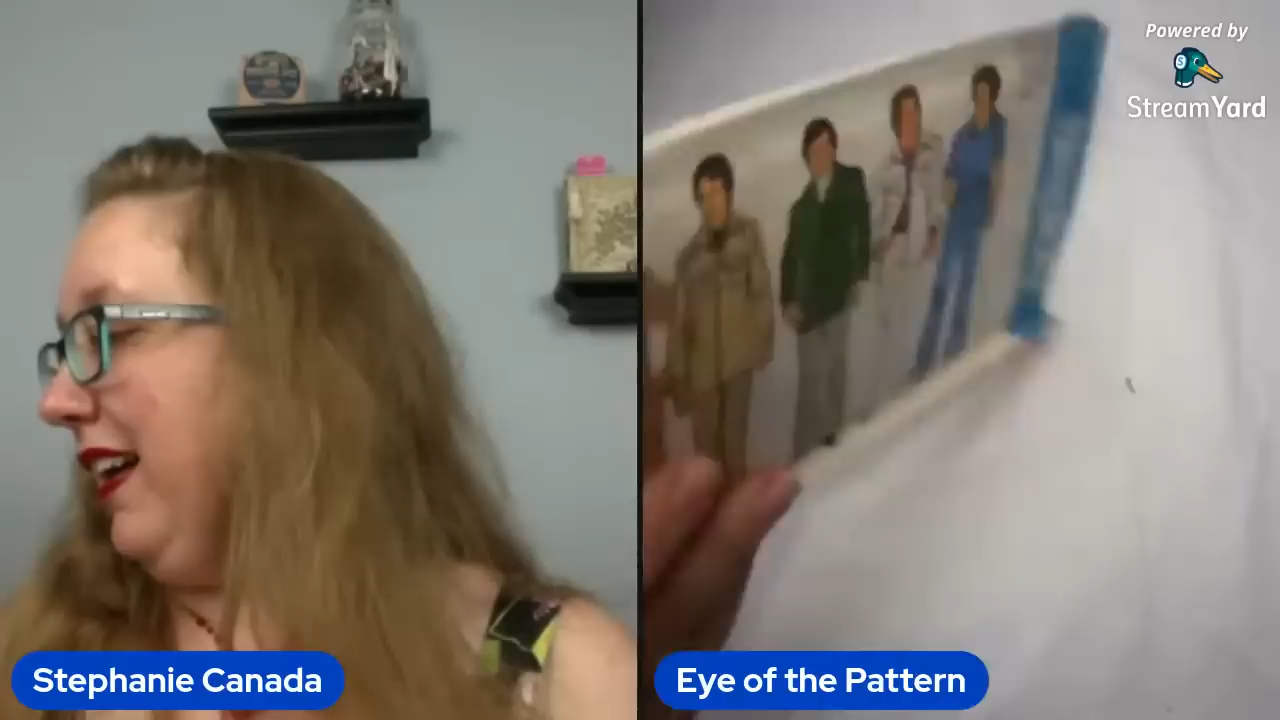 Powered by
StreamYard
Stephanie Canada
Eye of the Pattern